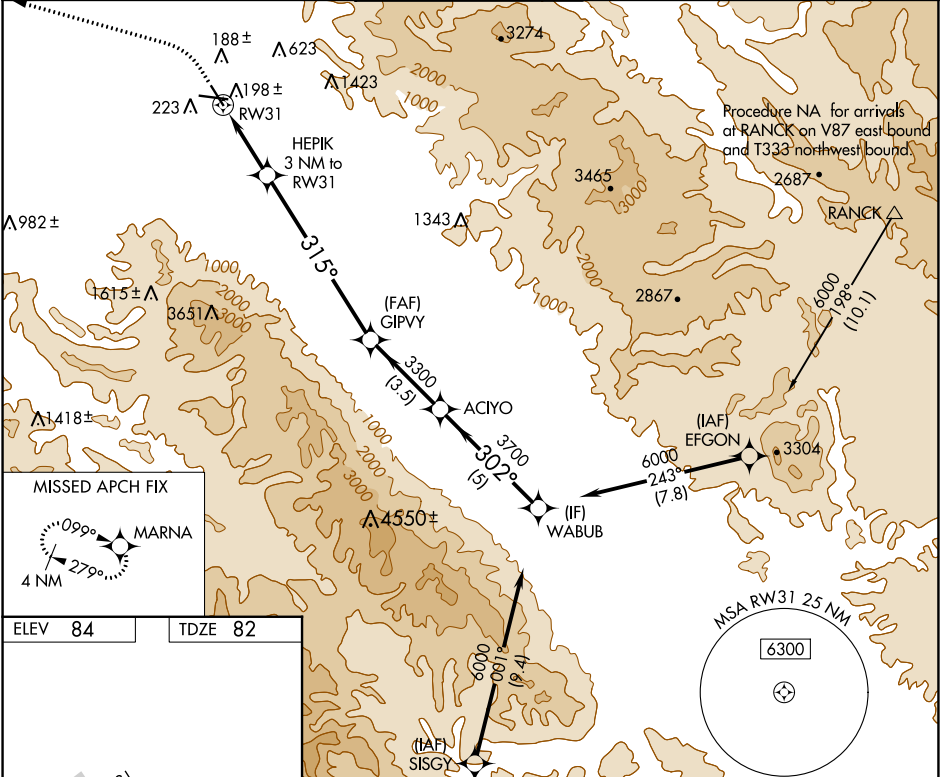 188 ±
623
3274
2000
1000
1423
198 ±
223
RW31
HEPIK
3 NM to
RW31
Procedure NA for arrivals
at RANCK on V87 east bound
and T333 northwest bound.
3465
3000
2687
RANCK
982 ±
1343
315°
2000
1000
6000
198°
(10.1)
1000
2000
3000
1615 ±
3651
(FAF)
GIPVY
2867
3300
(3.5)
ACIYO
1418 ±
1000
2000
3000
3700
302°
(5)
(IAF)
EFGON
3304
6000
243°
(7.8)
(IF)
WABUB
4550 ±
MISSED APCH FIX
099°
MARNA
279°
4 NM
MSA RW31 25 NM
6300
ELEV 84
TDZE 82
6000
001°
(9.4)
(IAF)
SISGY